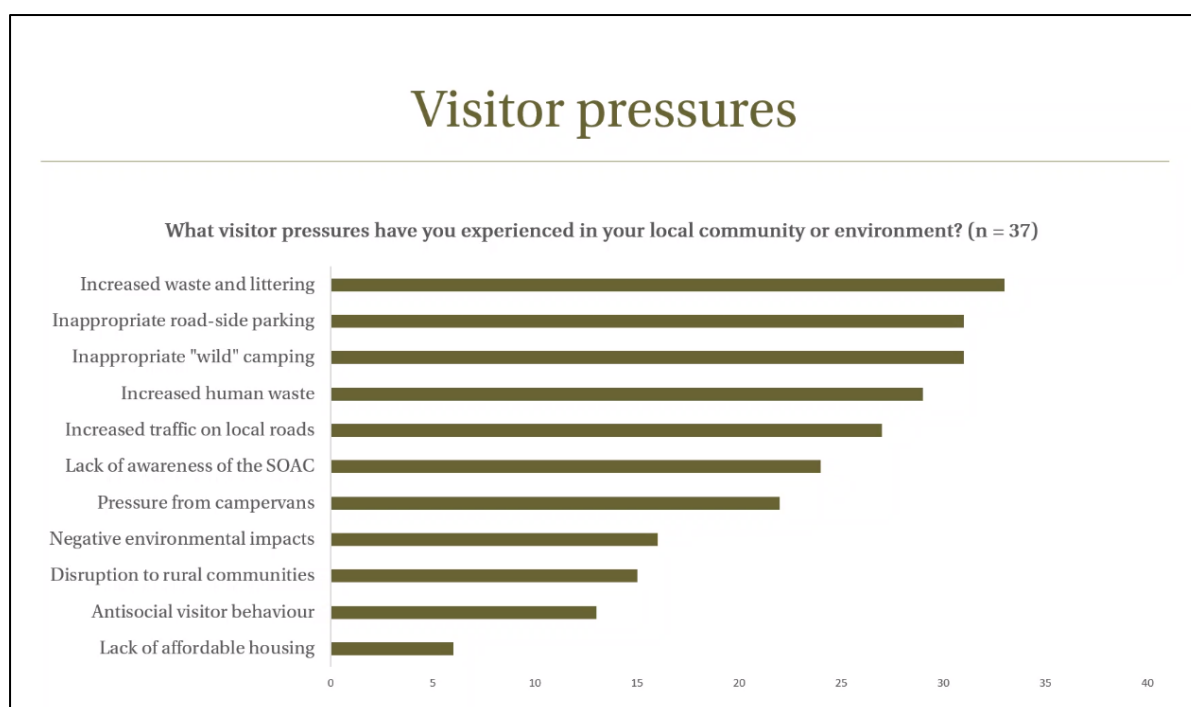 Visitor pressures
What visitor pressures have you experienced in your local community or environment? (n = 37)
Increased waste and littering
Inappropriate road-side parking
Inappropriate "wild" camping
Increased human waste
Increased traffic on local roads
Lack of awareness of the SOAC
Pressure from campervans
Negative environmental impacts
Disruption to rural communities
Antisocial visitor behaviour
Lack of affordable housing
0 5 10 15 20 25 30 35 40